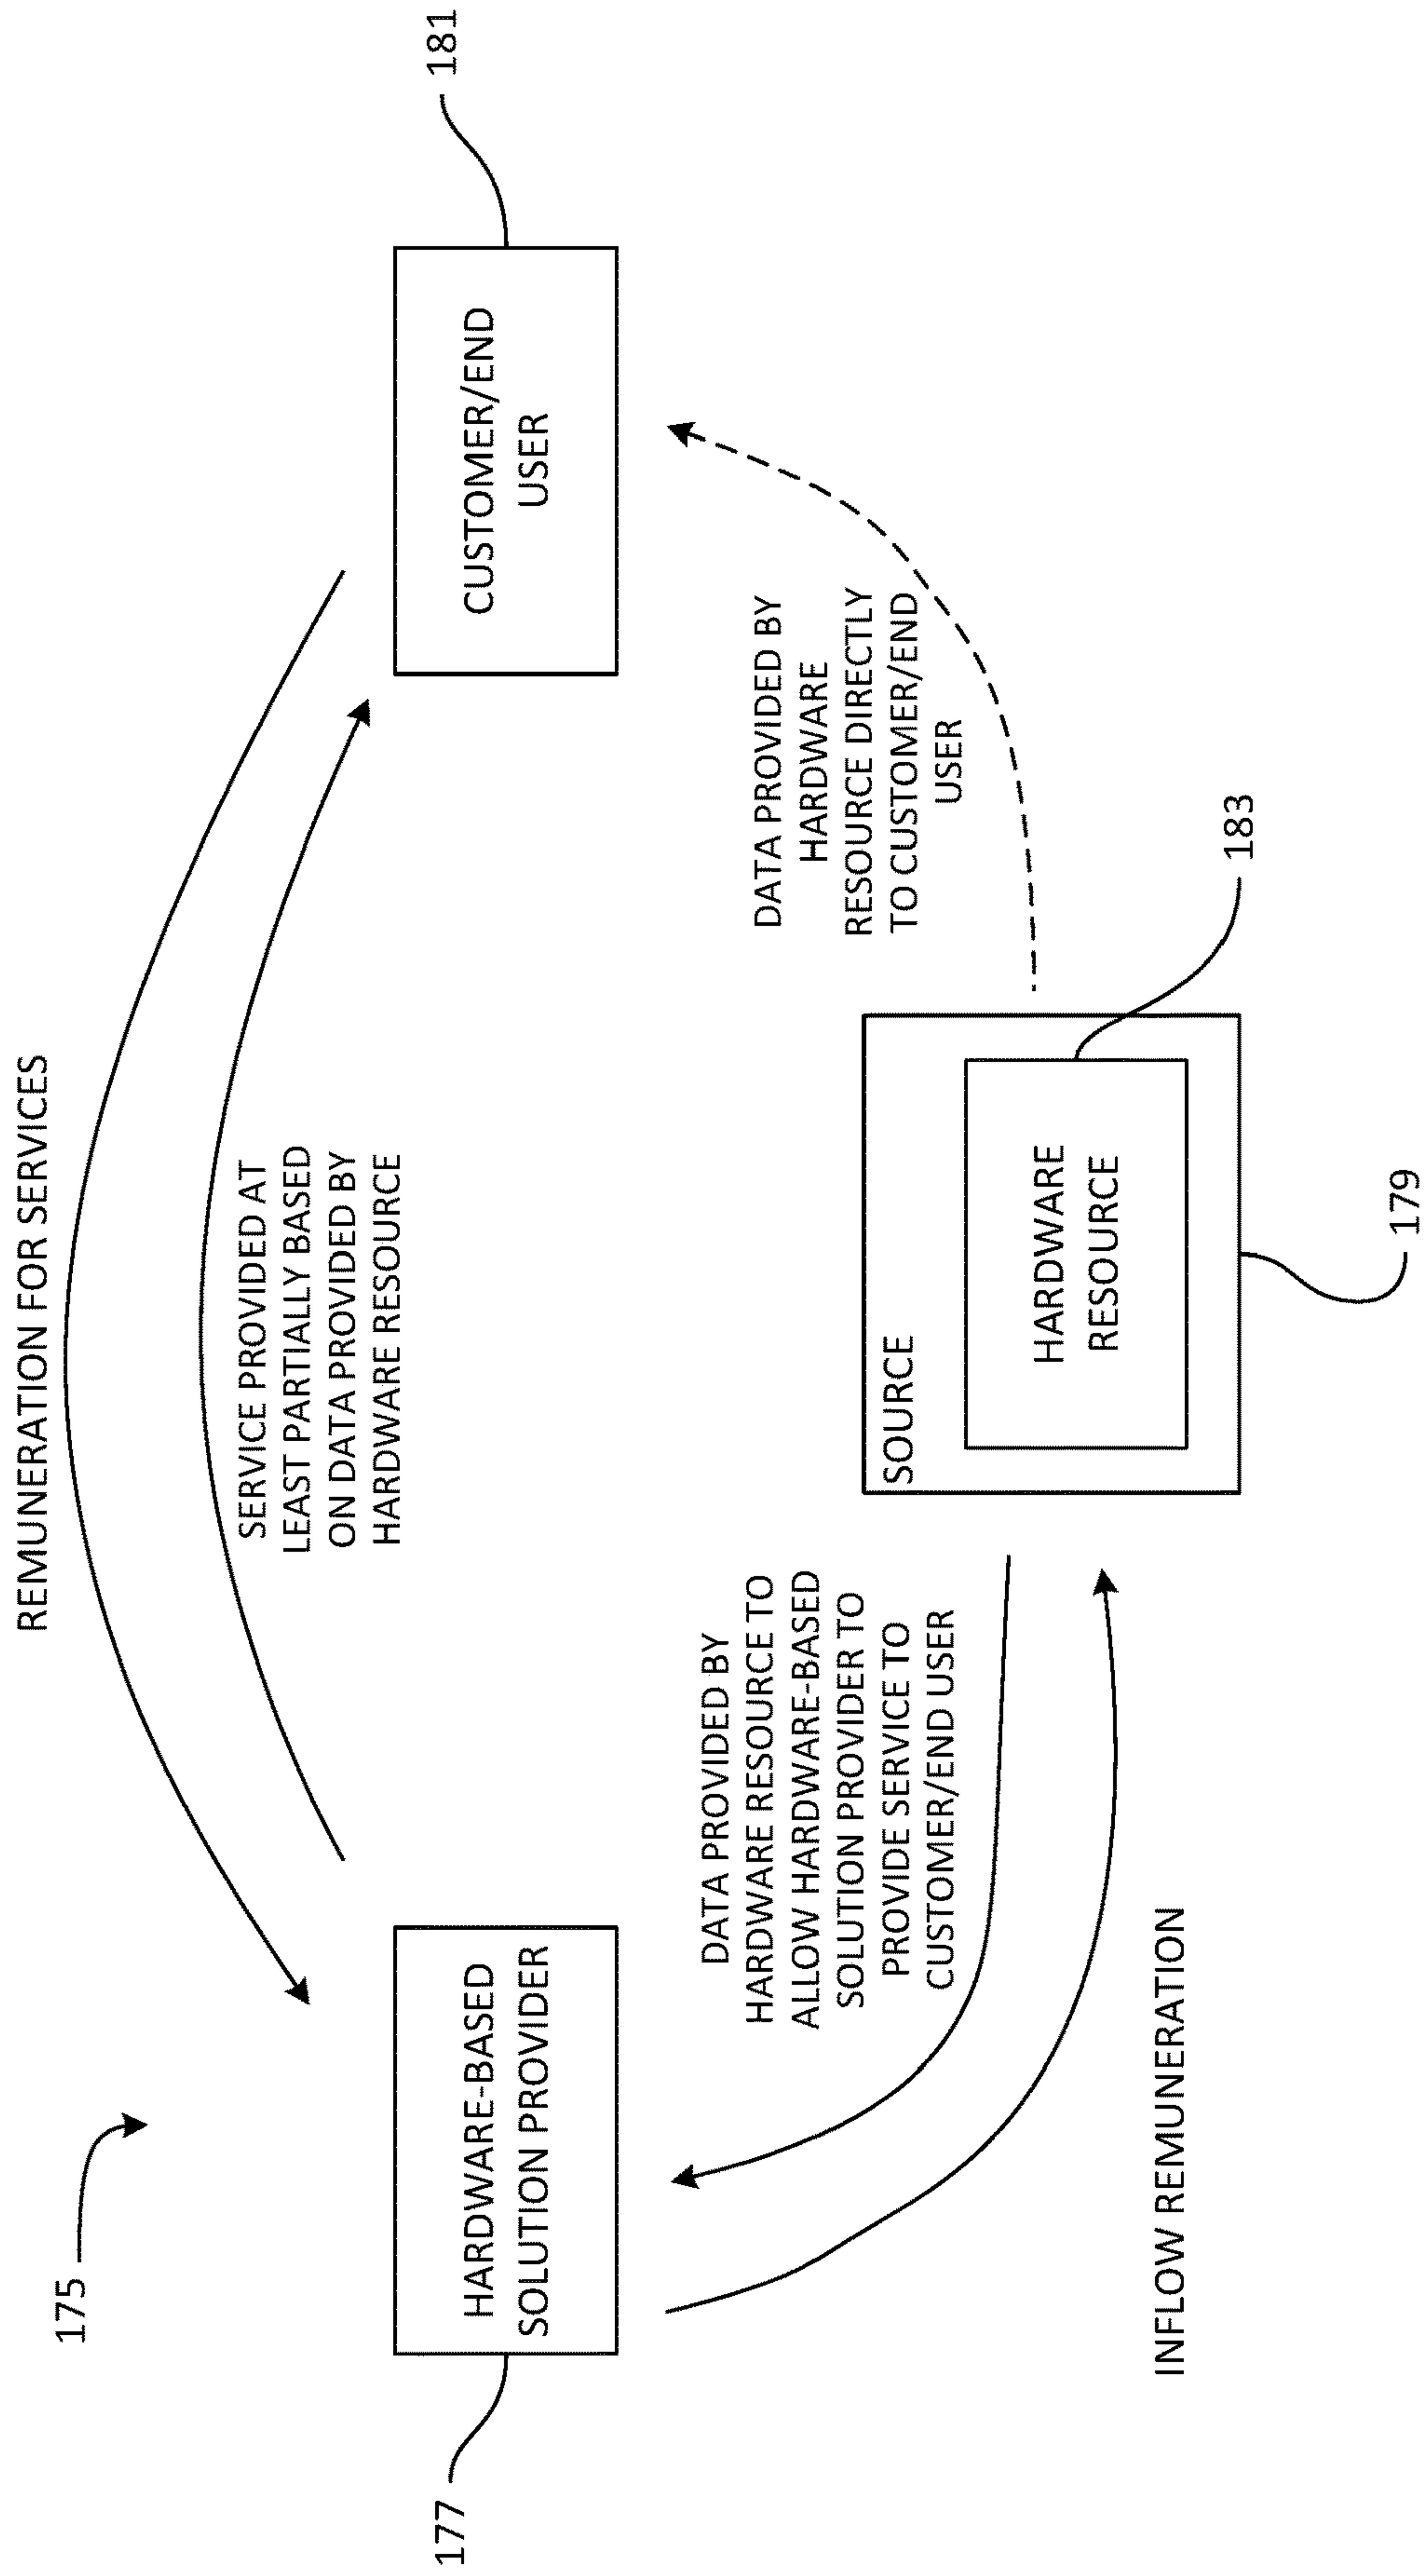 REMUNERATION FOR SERVICES
175
SERVICE PROVIDED AT
LEAST PARTIALLY BASED
ON DATA PROVIDED BY
HARDWARE RESOURCE
181
177
HARDWARE-BASED
SOLUTION PROVIDER
CUSTOMER/END
USER
DATA PROVIDED BY
HARDWARE RESOURCE TO
ALLOW HARDWARE-BASED
SOLUTION PROVIDER TO
PROVIDE SERVICE TO
CUSTOMER/END USER
DATA PROVIDED BY
HARDWARE
RESOURCE DIRECTLY
TO CUSTOMER/END
USER
SOURCE
HARDWARE
RESOURCE
183
INFLOW REMUNERATION
179